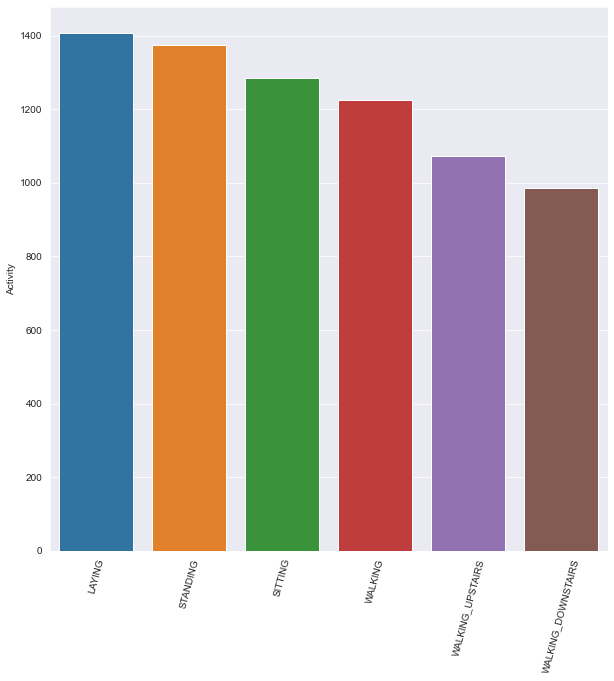 1400
1200
1000
800
600
400
200
0
Activity
LAYING
STANDING
SITTING
WALKING
WALKING_UPSTAIRS
WALKING_DOWNSTAIRS